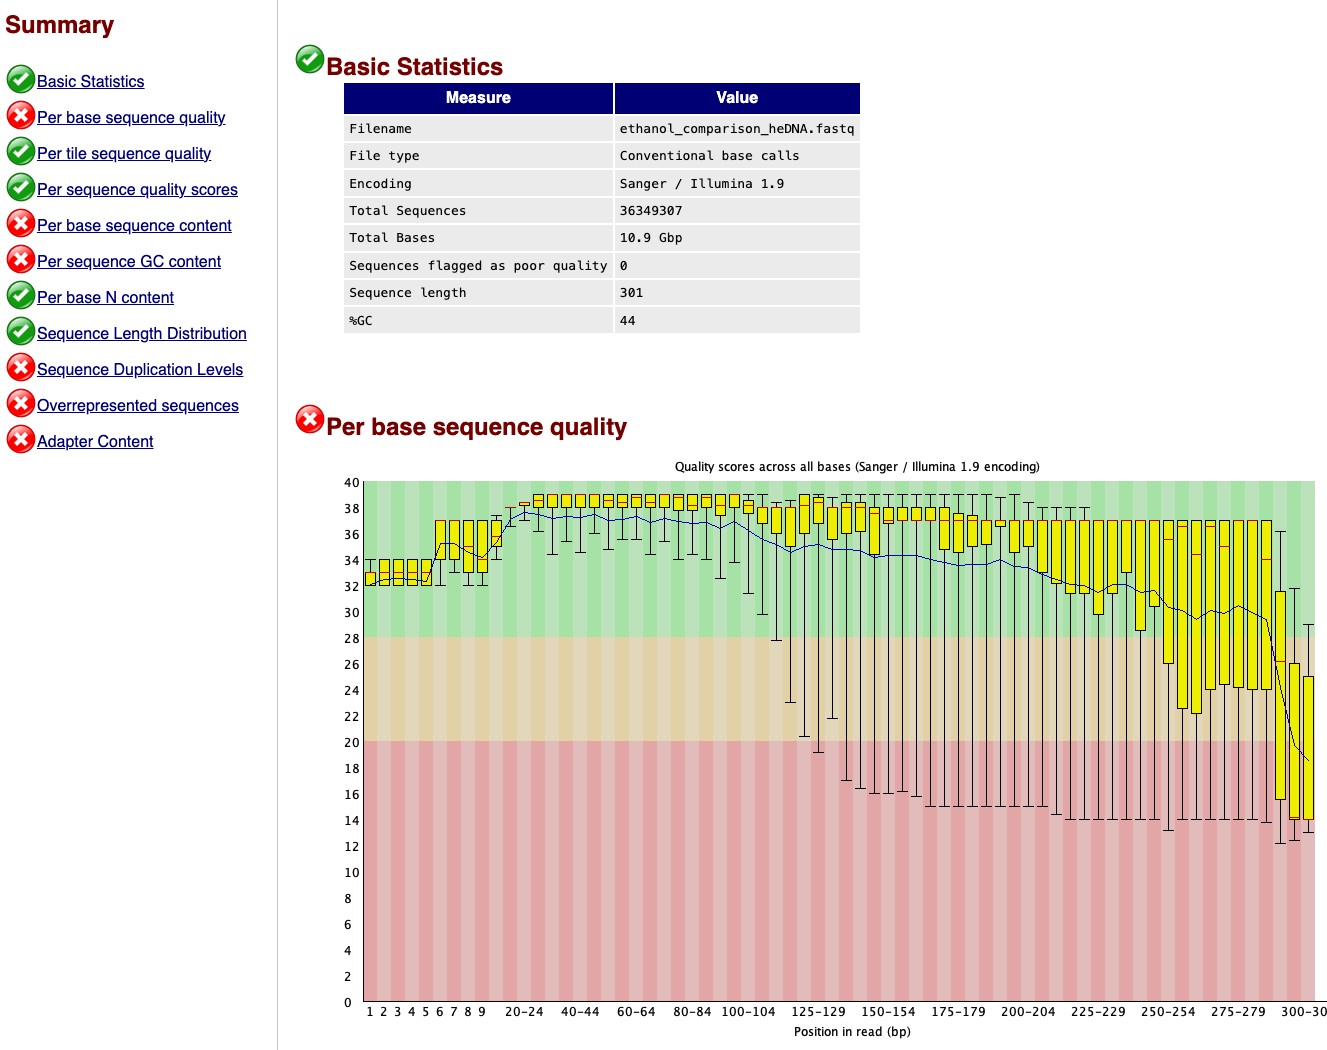 Summary
Basic Statistics
Per base sequence quality
Per tile sequence quality
Per sequence quality scores
Per base sequence content
Per sequence GC content
Per base N content
Sequence Length Distribution
Sequence Duplication Levels
Overrepresented sequences
Adapter Content
Basic Statistics
Measure Value
Filename ethanol_comparison_heDNA.fastq
File type Conventional base calls
Encoding Sanger / Illumina 1.9
Total Sequences 36349307
Total Bases 10.9 Gbp
Sequences flagged as poor quality 0
Sequence length 301
%GC 44
Per base sequence quality
Quality scores across all bases (Sanger / Illumina 1.9 encoding)
40
38
36
34
32
30
28
26
24
22
20
18
16
14
12
10
8
6
4
2
0
1 2 3 4 5 6 7 8 9 20-24 40-44 60-64 80-84 100-104 125-129 150-154 175-179 200-204 225-229 250-254 275-279 300-30
Position in read (bp)